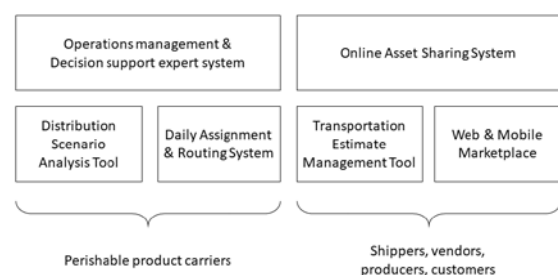 Operations management &
Decision support expert system
Online Asset Sharing System
Distribution
Scenario
Analysis Tool
Daily Assignment
& Routing System
Transportation
Estimate
Management Tool
Web & Mobile
Marketplace
Perishable product carriers
Shippers, vendors,
producers, customers